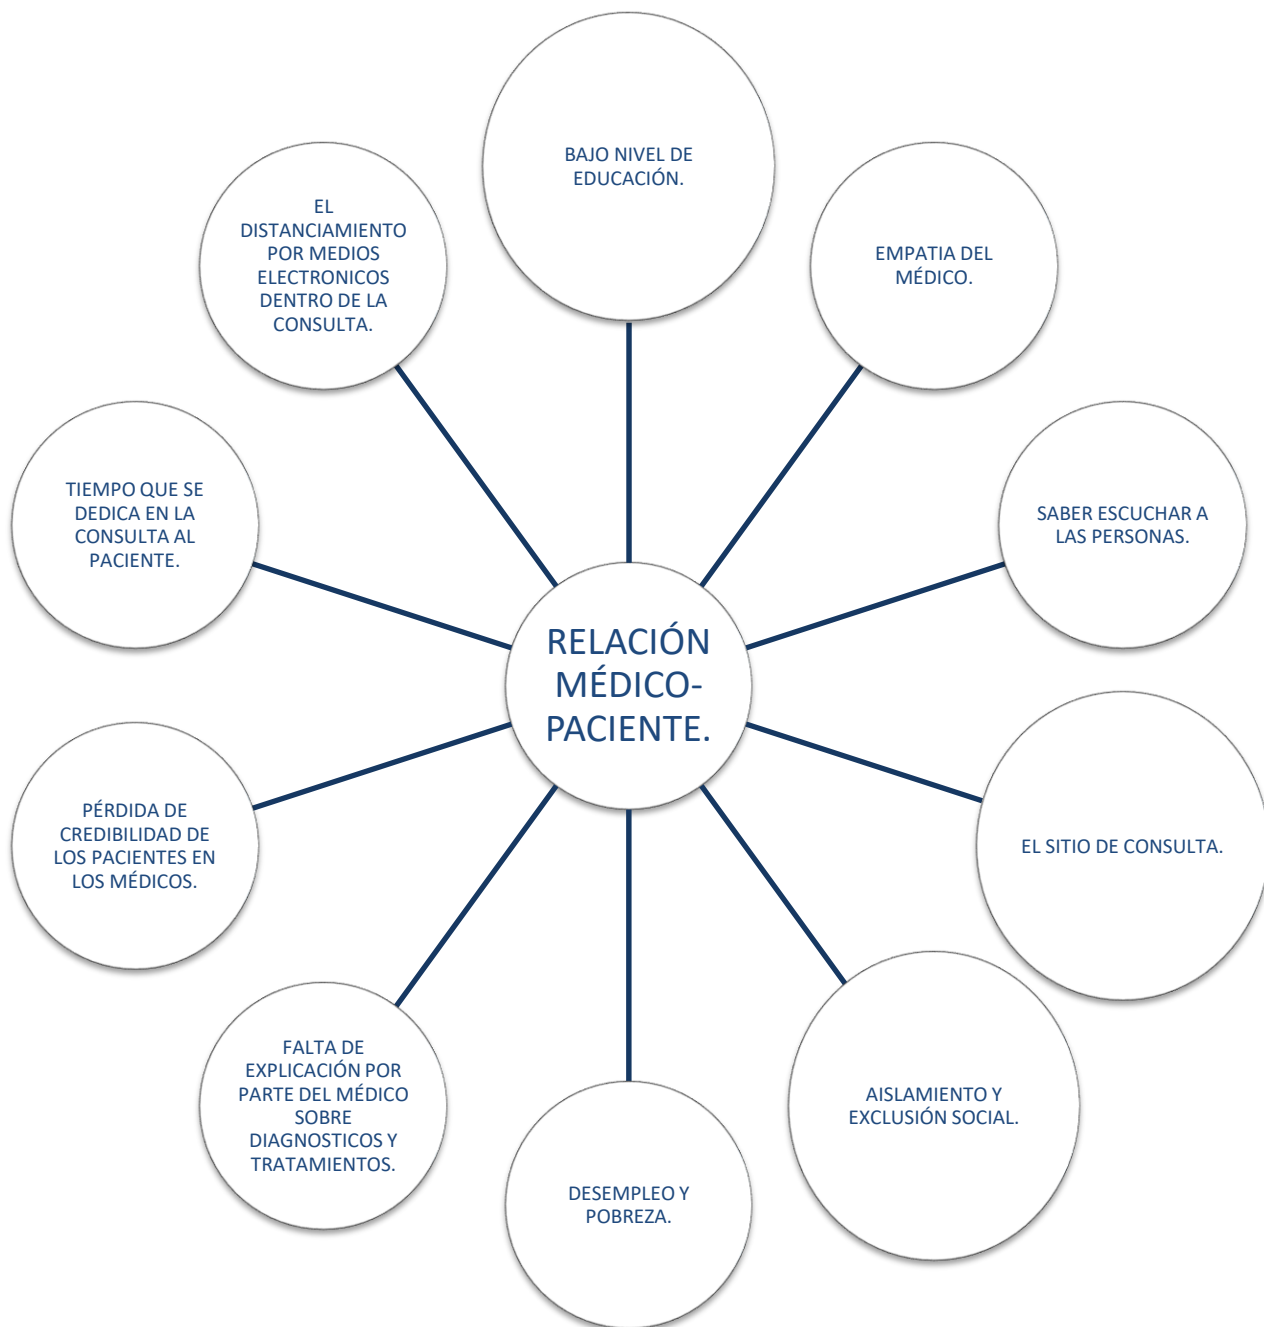 BAJO NIVEL DE
EDUCACIÓN.
EMPATIA DEL
MÉDICO.
SABER ESCUCHAR A
LAS PERSONAS.
EL SITIO DE CONSULTA.
AISLAMIENTO Y
EXCLUSIÓN SOCIAL.
DESEMPLEO Y
POBREZA.
FALTA DE
EXPLICACIÓN POR
PARTE DEL MÉDICO
SOBRE
DIAGNOSTICOS Y
TRATAMIENTOS.
PÉRDIDA DE
CREDIBILIDAD DE
LOS PACIENTES EN
LOS MÉDICOS.
TIEMPO QUE SE
DEDICA EN LA
CONSULTA AL
PACIENTE.
EL
DISTANCIAMIENTO
POR MEDIOS
ELECTRONICOS
DENTRO DE LA
CONSULTA.
RELACIÓN
MÉDICO-
PACIENTE.